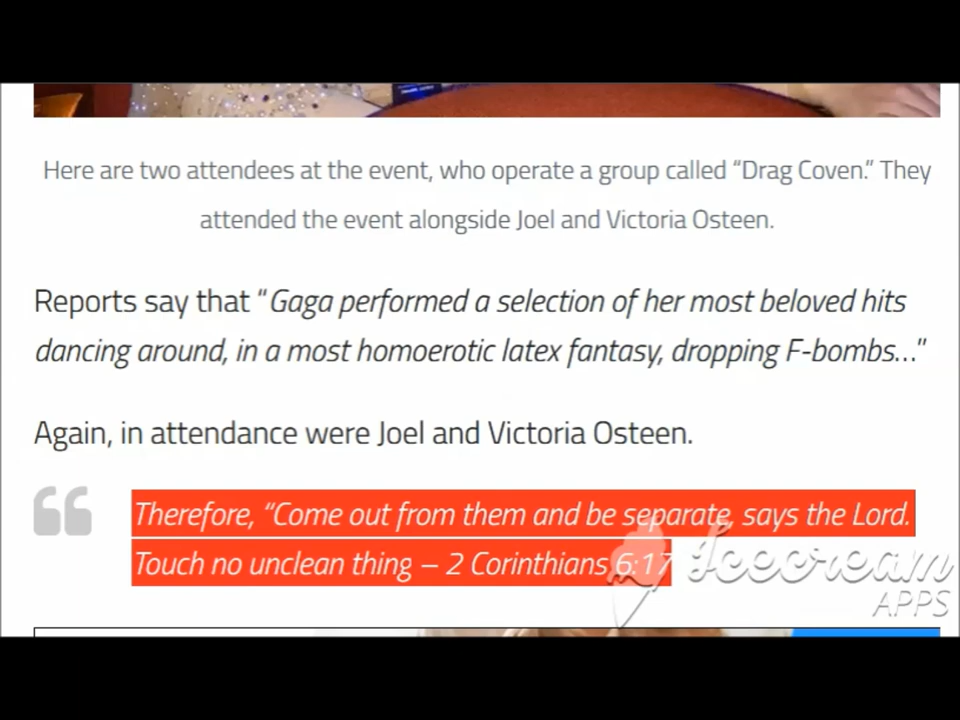 Here are two attendees at the event, who operate a group called “Drag Coven.” They
attended the event alongside Joel and Victoria Osteen.
Reports say that “Gaga performed a selection of her most beloved hits
dancing around, in a most homoerotic latex fantasy, dropping F-bombs…”
Again, in attendance were Joel and Victoria Osteen.
Therefore, “Come out from them and be separate, says the Lord.
Touch no unclean thing – 2 Corinthians 6:17
Icecream
APPS